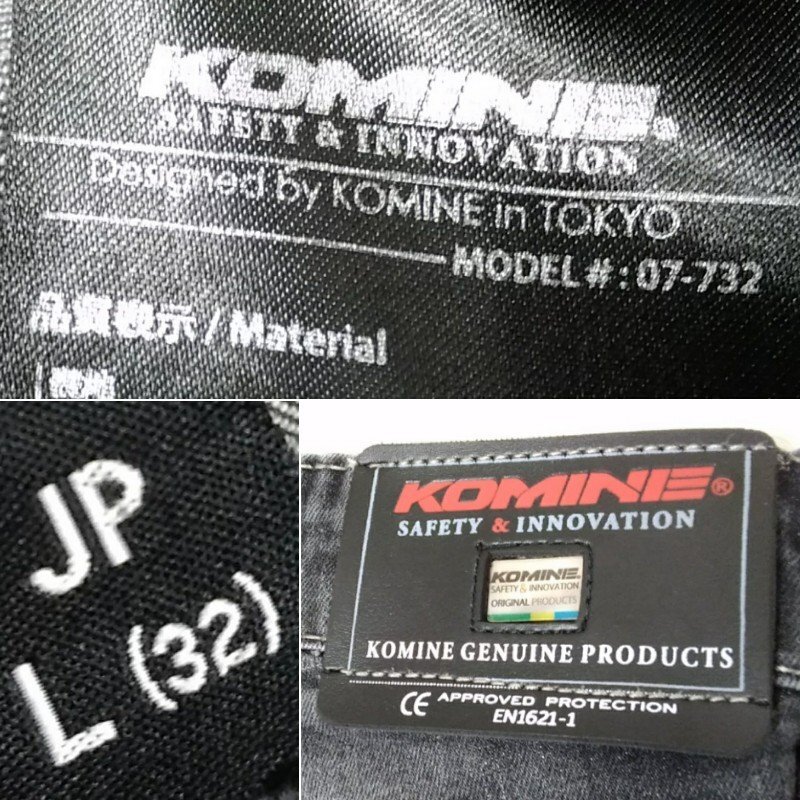 KOMINE®
SAFETY & INNOVATION
Designed by KOMINE in TOKYO
MODEL # : 07-732
品質表示 / Material
JP
L (32)
KOMINE®
SAFETY & INNOVATION
KOMINE
SAFETY & INNOVATION
ORIGINAL PRODUCTS
KOMINE GENUINE PRODUCTS
CE APPROVED PROTECTION
EN1621-1